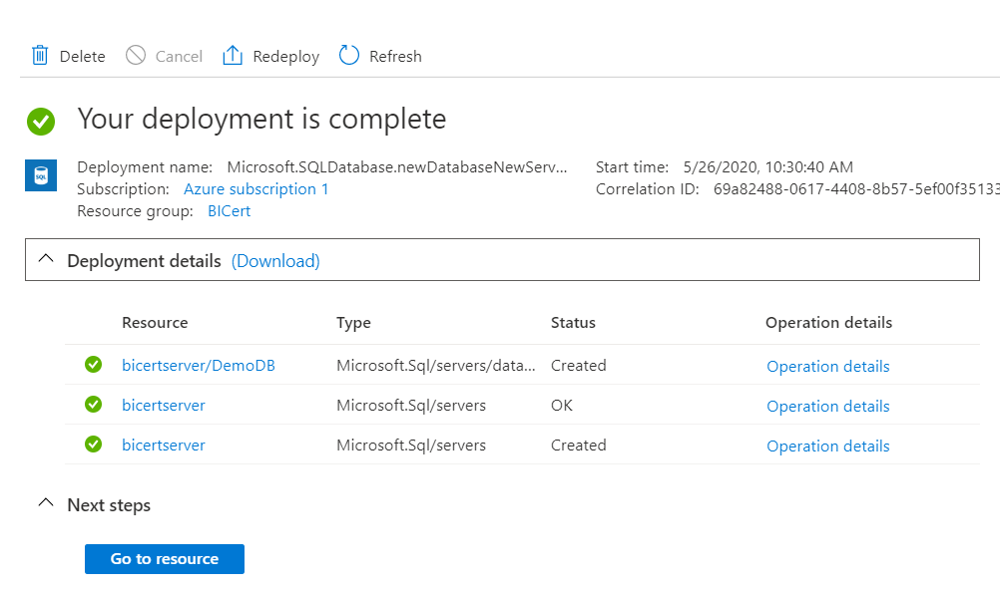 Delete Cancel Redeploy Refresh
Your deployment is complete
SQL
Deployment name: Microsoft.SQLDatabase.newDatabaseNewServ... Start time: 5/26/2020, 10:30:40 AM
Subscription: Azure subscription 1 Correlation ID: 69a82488-0617-4408-8b57-5ef00f35133
Resource group: BICert
Deployment details (Download)
Resource Type Status Operation details
bicertserver/DemoDB Microsoft.Sql/servers/data... Created Operation details
bicertserver Microsoft.Sql/servers OK Operation details
bicertserver Microsoft.Sql/servers Created Operation details
Next steps
Go to resource